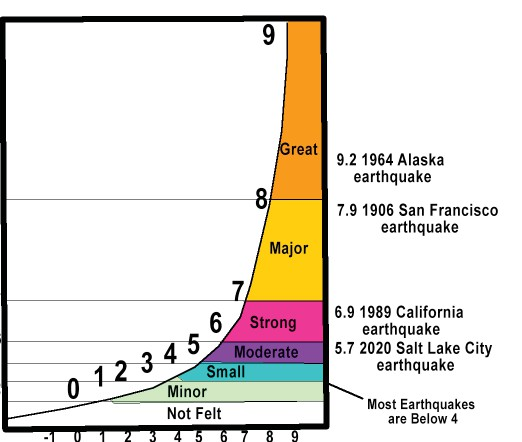 9
Great
9.2 1964 Alaska
earthquake
8
7.9 1906 San Francisco
earthquake
Major
7
6.9 1989 California
earthquake
6
Strong
5.7 2020 Salt Lake City
earthquake
5
Moderate
4
Small
3
2
1
0
Minor
Most Earthquakes
are Below 4
Not Felt
-1 0 1 2 3 4 5 6 7 8 9